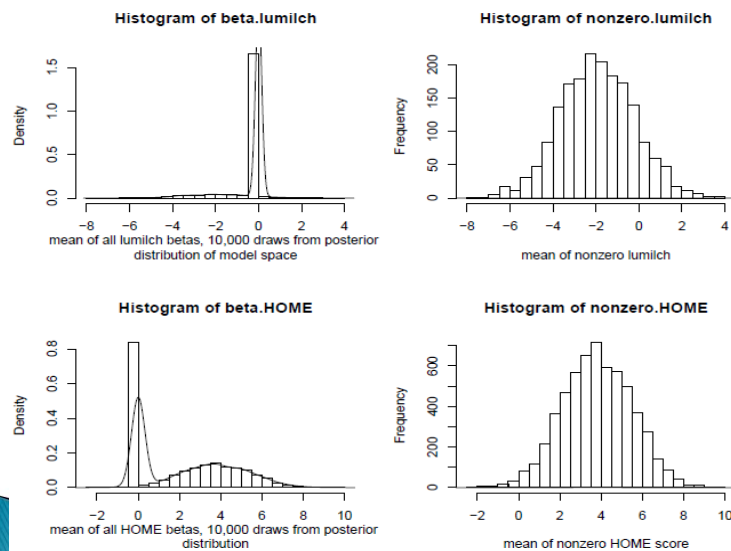 Histogram of beta.lumilch
Density
0.0 0.5 1.0 1.5
−8 −6 −4 −2 0 2 4
mean of all lumilch betas, 10,000 draws from posterior
distribution of model space
Histogram of nonzero.lumilch
Frequency
0 50 100 150 200
−8 −6 −4 −2 0 2 4
mean of nonzero lumilch
Histogram of beta.HOME
Density
0.0 0.2 0.4 0.6 0.8
−2 0 2 4 6 8 10
mean of all HOME betas, 10,000 draws from posterior
distribution
Histogram of nonzero.HOME
Frequency
0 200 400 600
−2 0 2 4 6 8 10
mean of nonzero HOME score